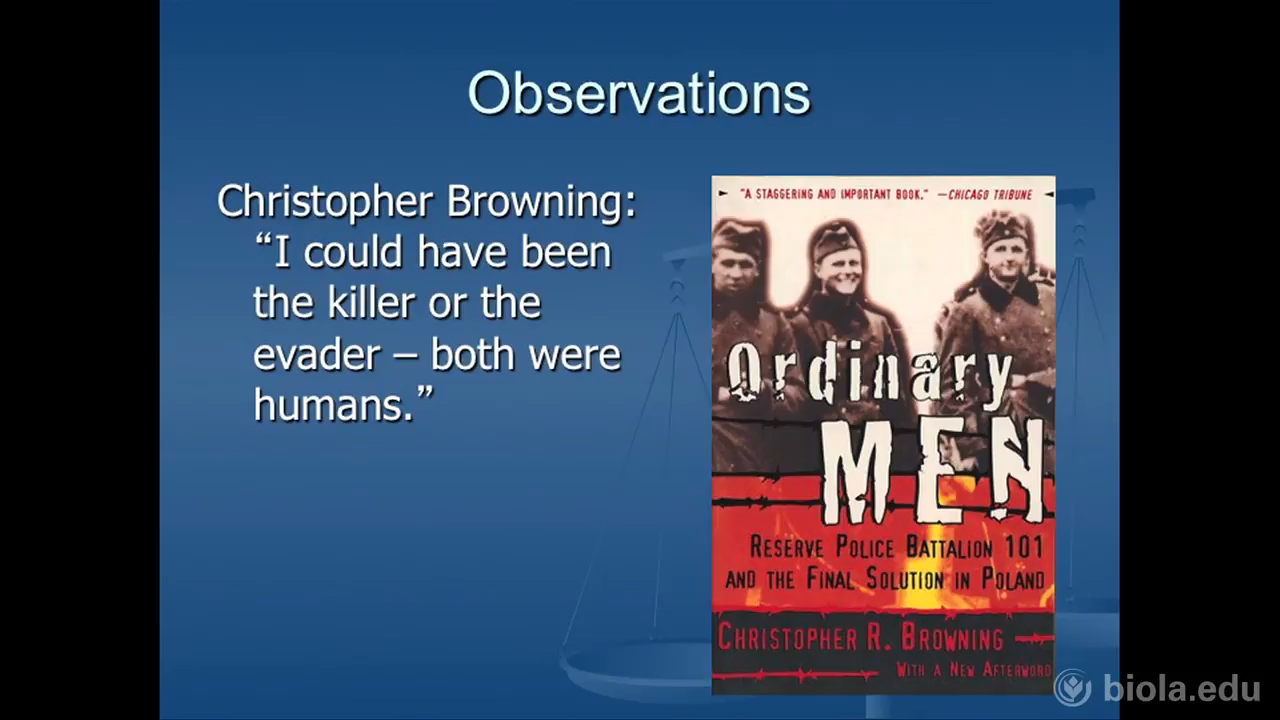 Observations
Christopher Browning:
“I could have been
the killer or the
evader – both were
humans.”
"A STAGGERING AND IMPORTANT BOOK." —CHICAGO TRIBUNE
Ordinary
MEN
RESERVE POLICE BATTALION 101
AND THE FINAL SOLUTION IN POLAND
CHRISTOPHER R. BROWNING
WITH A NEW AFTERWORD
biola.edu